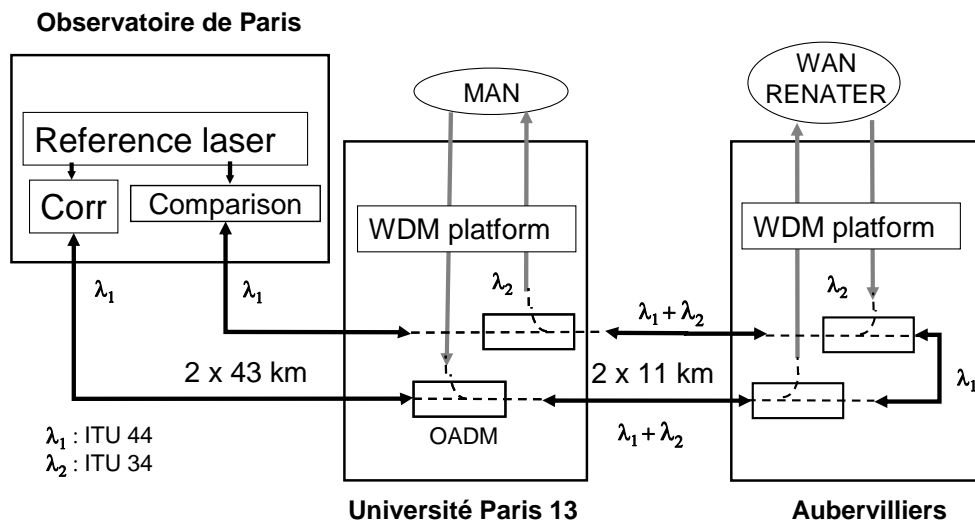 Observatoire de Paris
Reference laser
Corr
Comparison
λ1
λ1
2 x 43 km
λ1 : ITU 44
λ2 : ITU 34
MAN
WDM platform
λ2
OADM
Université Paris 13
λ1 + λ2
2 x 11 km
λ1 + λ2
WAN
RENATER
WDM platform
λ2
λ1
Aubervilliers